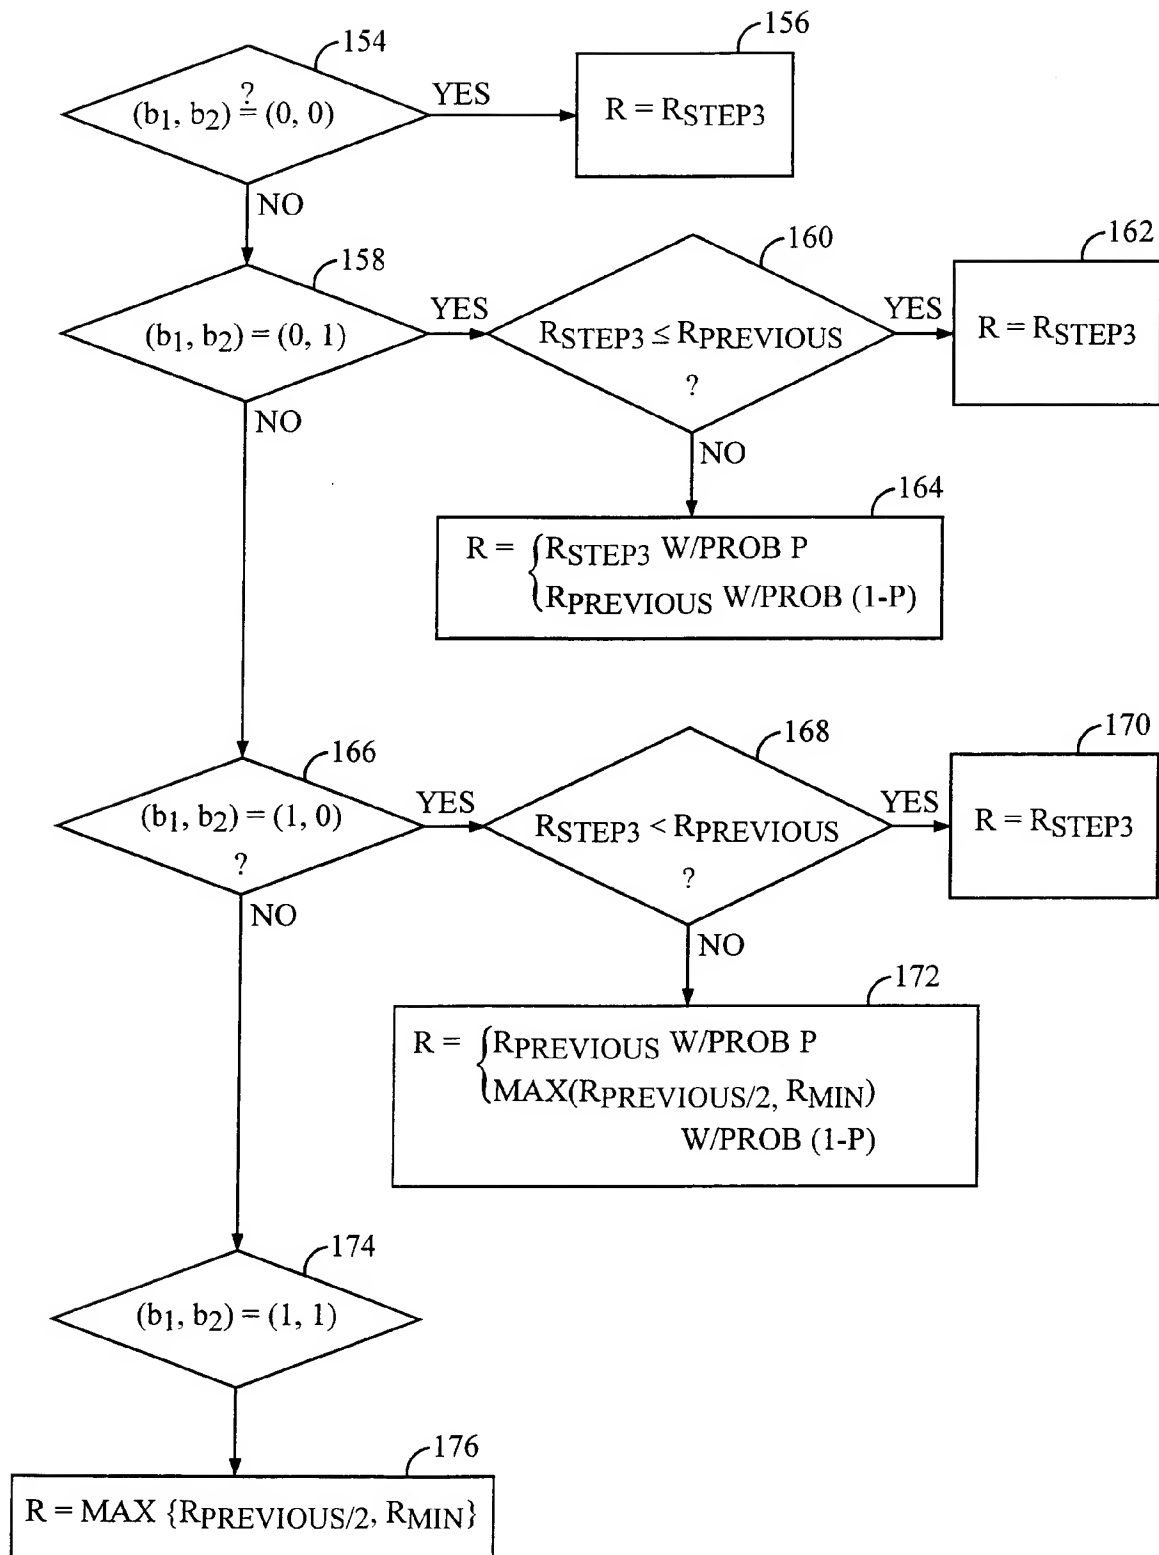 154
?
(b1, b2) = (0, 0)
YES
156
R = RSTEP3
NO
158
(b1, b2) = (0, 1)
YES
160
RSTEP3 ≤ RPREVIOUS
?
YES
162
R = RSTEP3
NO
NO
164
R = { RSTEP3 W/PROB P
RPREVIOUS W/PROB (1-P)
166
(b1, b2) = (1, 0)
?
YES
168
RSTEP3 < RPREVIOUS
?
YES
170
R = RSTEP3
NO
NO
172
R = { RPREVIOUS W/PROB P
MAX(RPREVIOUS/2, RMIN)
W/PROB (1-P)
174
(b1, b2) = (1, 1)
176
R = MAX {RPREVIOUS/2, RMIN}